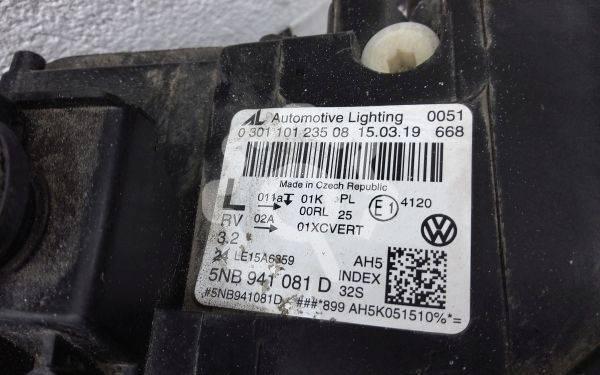 AL Automotive Lighting 0051
0 301 101 235 08 15.03.19 668
Made in Czech Republic
L 011a 01K PL E1 4120
00RL 25
RV 02A 01XCVERT
3.2
24 LE15A6359 AH5
5NB 941 081 D INDEX
32S
#5NB941081D ###*899 AH5K051510%*=